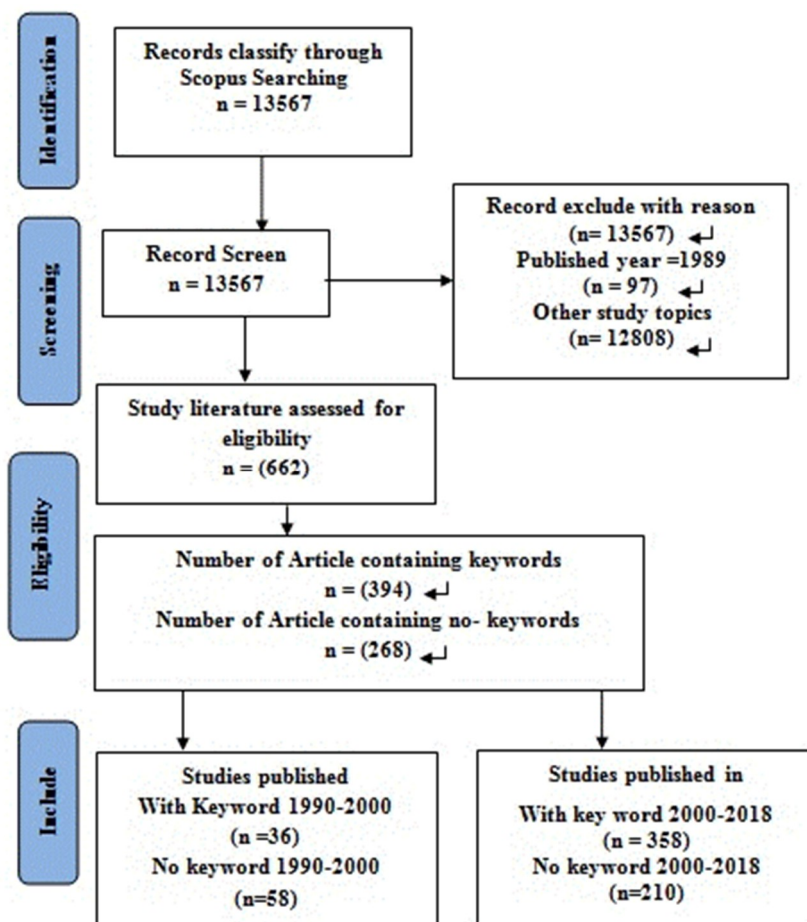 Identification
Records classify through
Scopus Searching
n = 13567
Screening
Record Screen
n = 13567
Record exclude with reason
(n= 13567)
Published year =1989
(n = 97)
Other study topics
(n= 12808)
Study literature assessed for
eligibility
n = (662)
Eligibility
Number of Article containing keywords
n = (394)
Number of Article containing no- keywords
n = (268)
Include
Studies published
With Keyword 1990-2000
(n =36)
No keyword 1990-2000
(n=58)
Studies published in
With key word 2000-2018
(n = 358)
No keyword 2000-2018
(n=210)